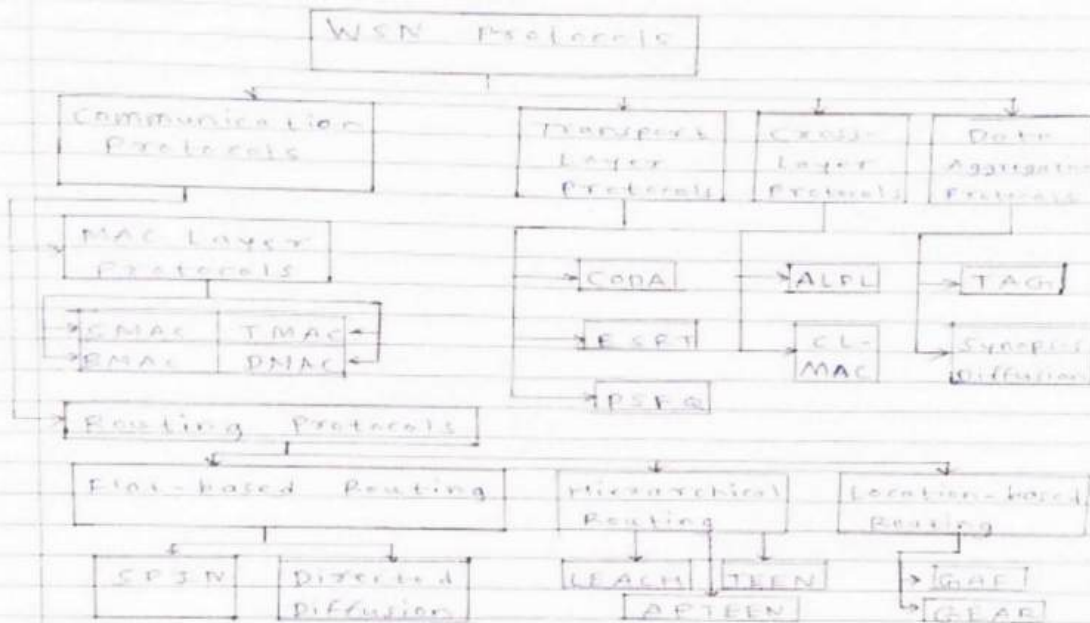 WSN Protocols
Communication
Protocols
Transport
Layer
Protocols
Cross-
Layer
Protocols
Data
Aggregation
Protocols
MAC Layer
Protocols
SMAC TMAC
BMAC DMAC
CODA
ESRT
PSFQ
ALPL
CL-
MAC
TAG
Synopsis
Diffusion
Routing Protocols
Flat-based Routing
Hierarchical
Routing
Location-based
Routing
SPIN
Directed
Diffusion
LEACH
TEEN
APTEEN
GAF
GEAR